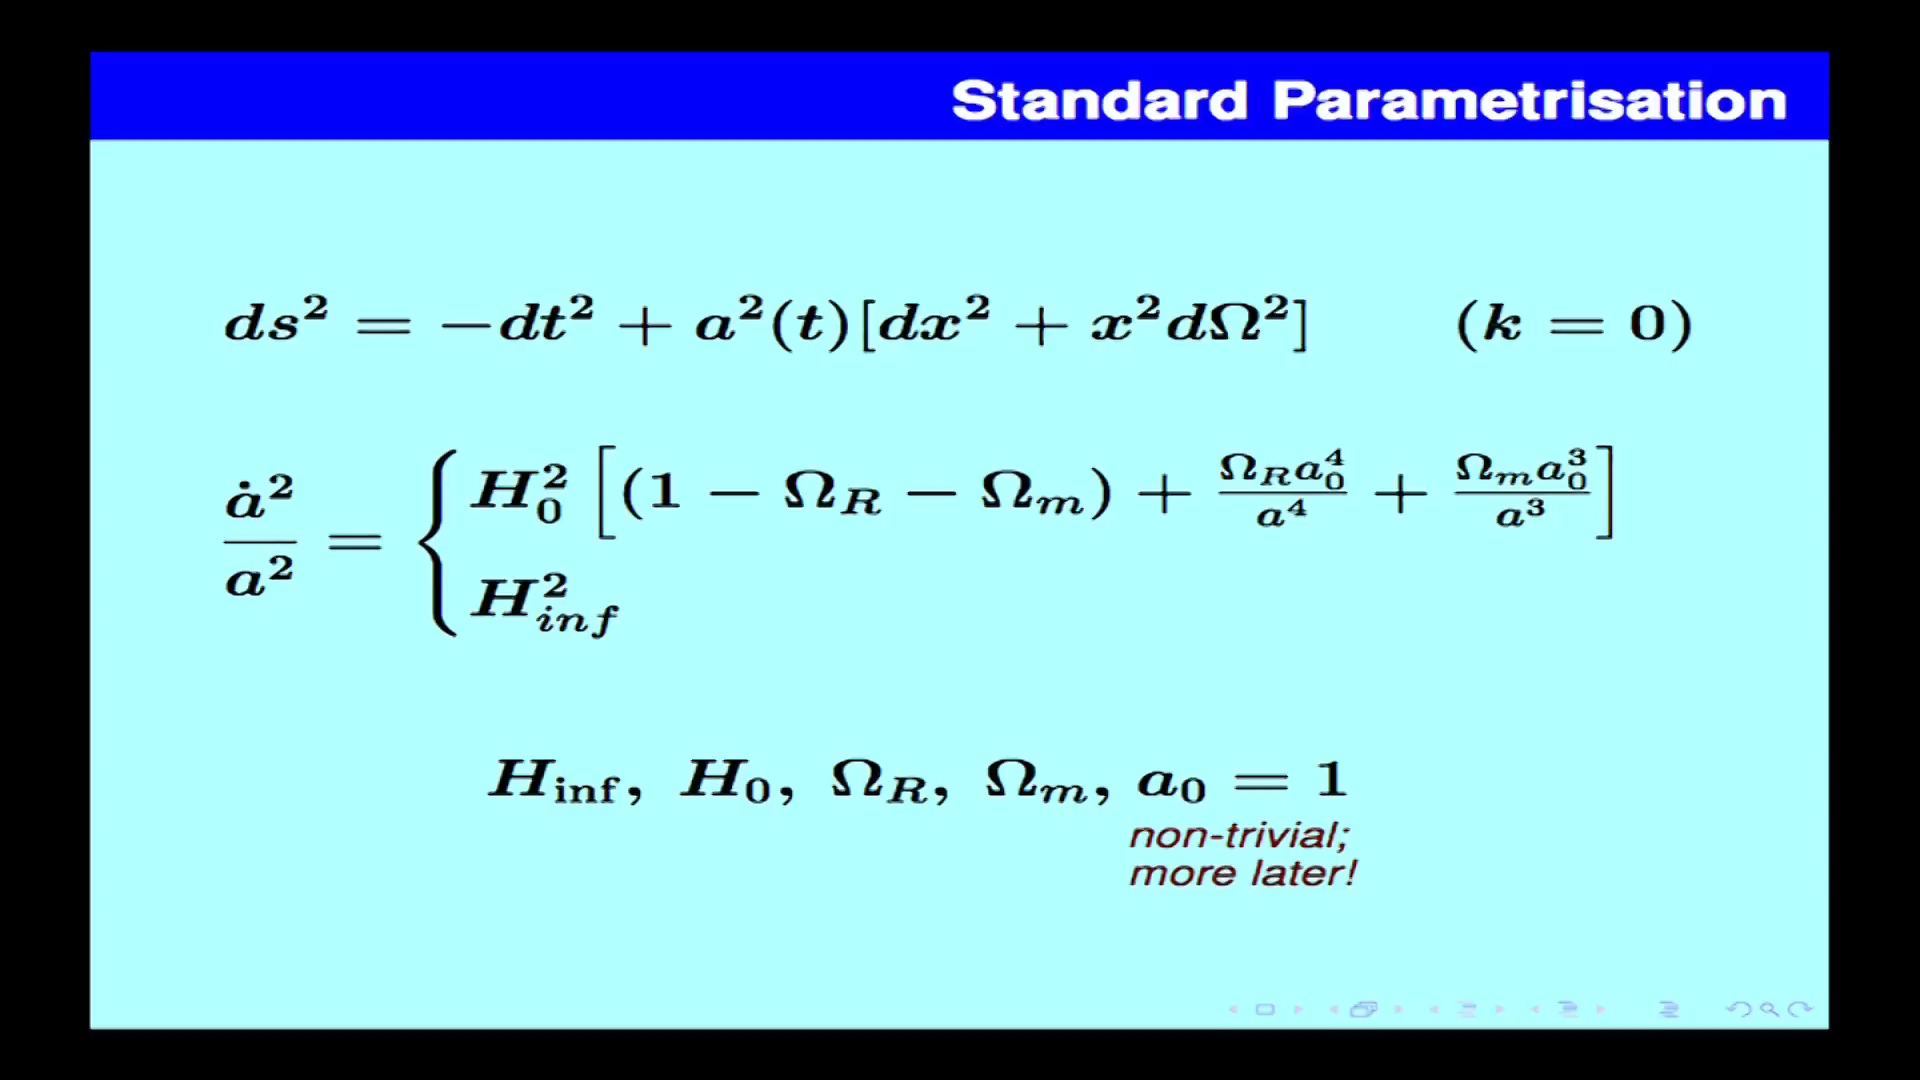 Standard Parametrisation
ds² = −dt² + a²(t)[dx² + x²dΩ²] (k = 0)
ȧ²/a² = { H₀² [(1 − Ω_R − Ω_m) + Ω_R a₀⁴/a⁴ + Ω_m a₀³/a³]
H²_inf
H_inf, H₀, Ω_R, Ω_m, a₀ = 1
non-trivial;
more later!